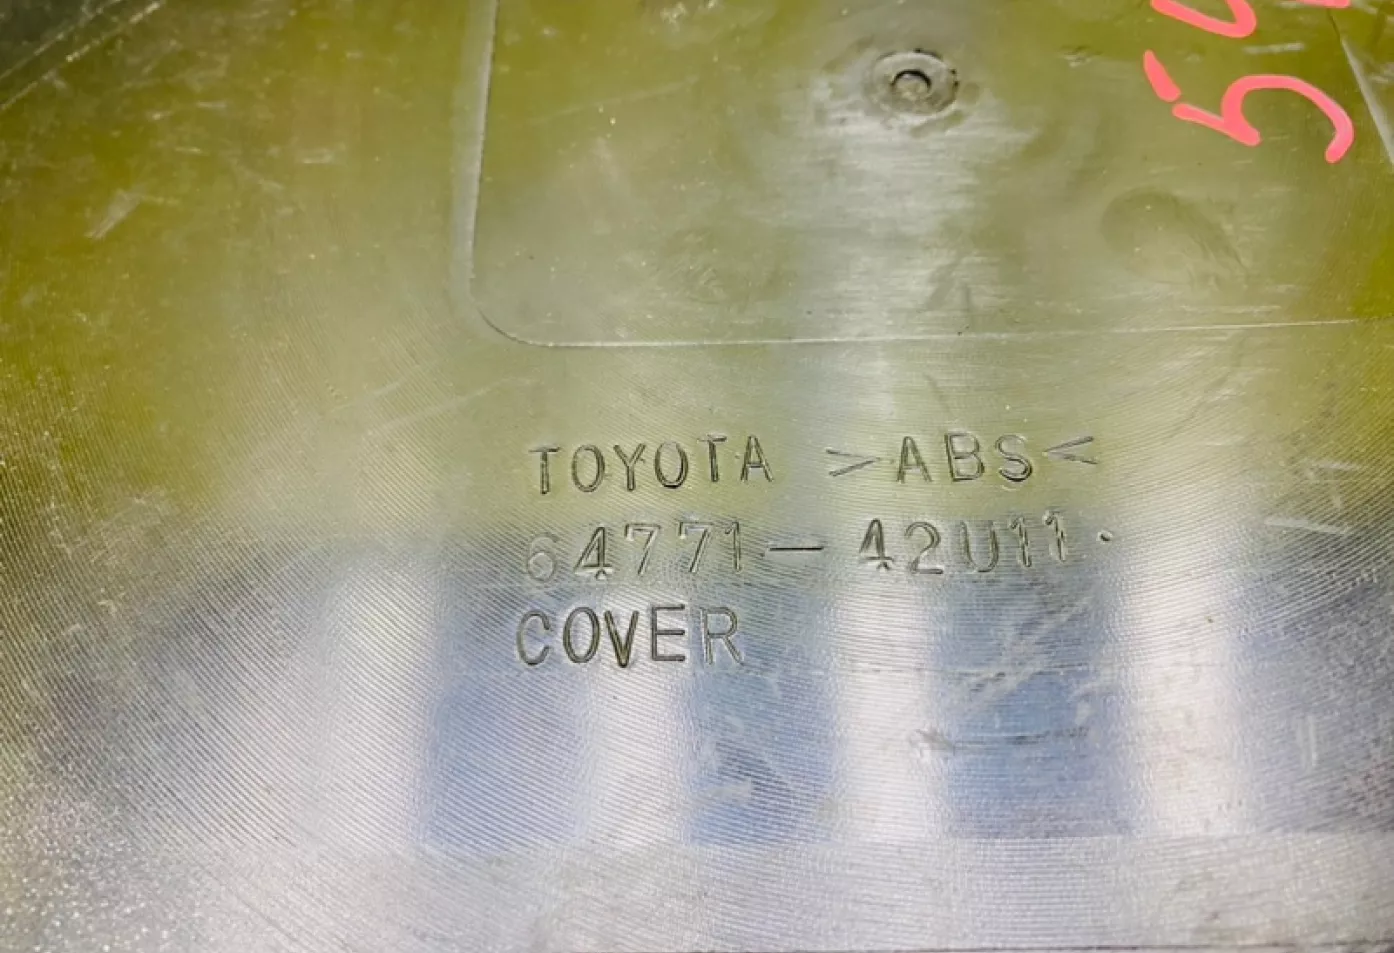 TOYOTA >ABS<
64771-42U11.
COVER